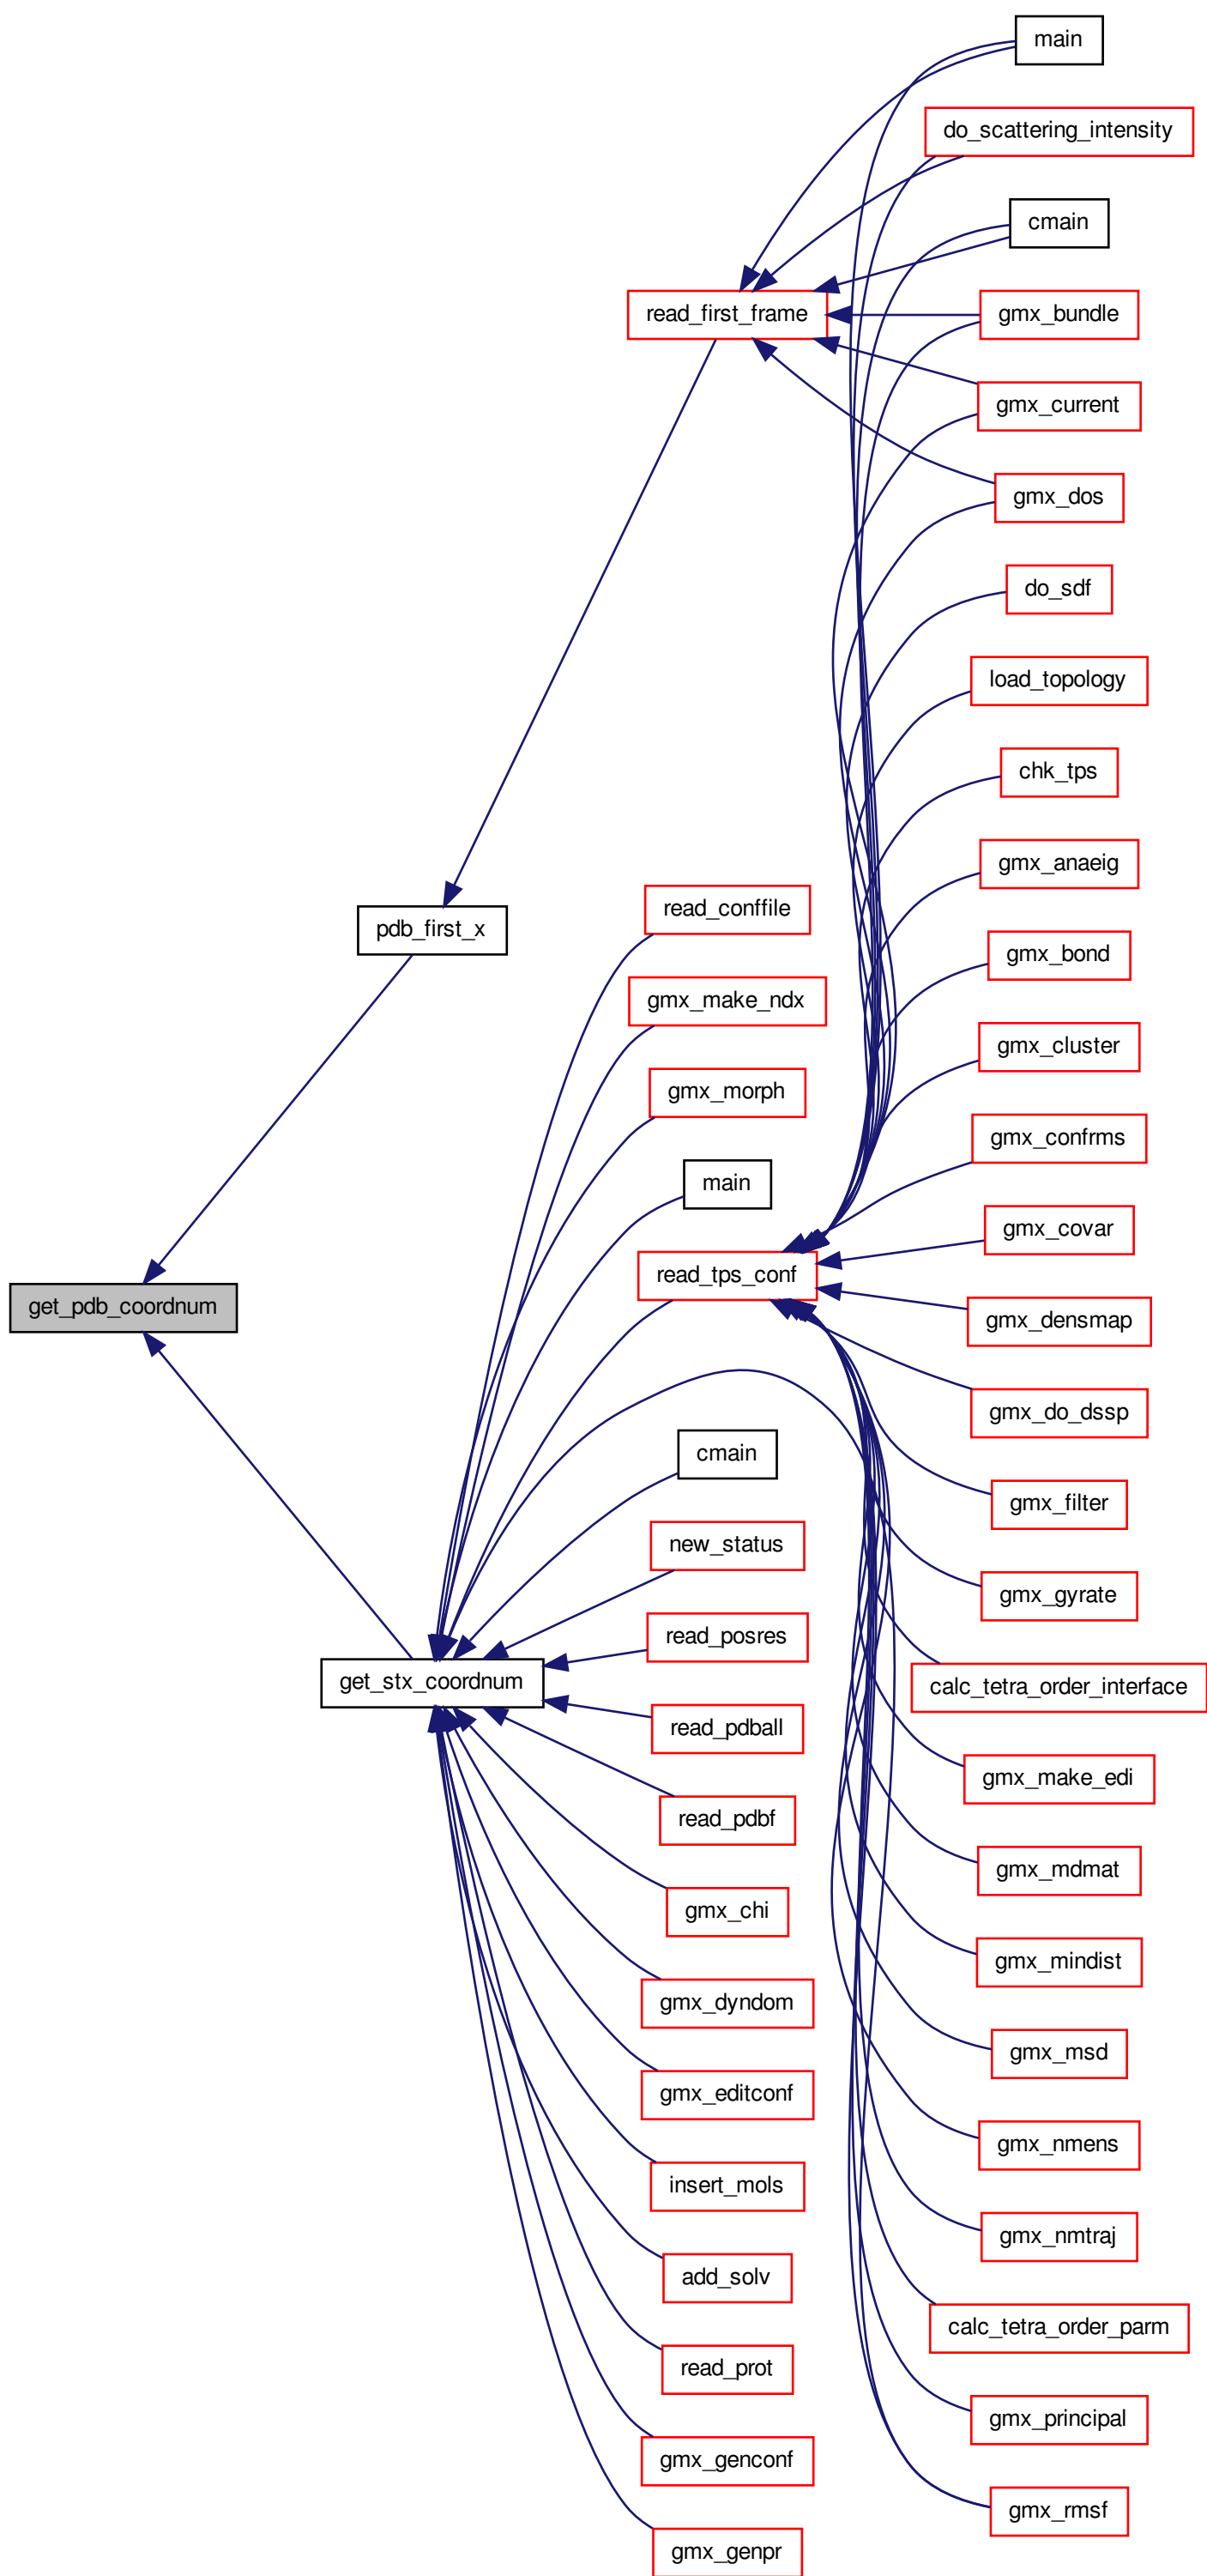 main
do_scattering_intensity
cmain
read_first_frame
gmx_bundle
gmx_current
gmx_dos
do_sdf
load_topology
chk_tps
gmx_anaeig
read_conffile
pdb_first_x
gmx_bond
gmx_make_ndx
gmx_cluster
gmx_morph
gmx_confrms
main
gmx_covar
read_tps_conf
get_pdb_coordnum
gmx_densmap
gmx_do_dssp
cmain
gmx_filter
new_status
gmx_gyrate
read_posres
get_stx_coordnum
calc_tetra_order_interface
read_pdball
gmx_make_edi
read_pdbf
gmx_mdmat
gmx_chi
gmx_mindist
gmx_dyndom
gmx_msd
gmx_editconf
gmx_nmens
insert_mols
gmx_nmtraj
add_solv
calc_tetra_order_parm
read_prot
gmx_principal
gmx_genconf
gmx_rmsf
gmx_genpr